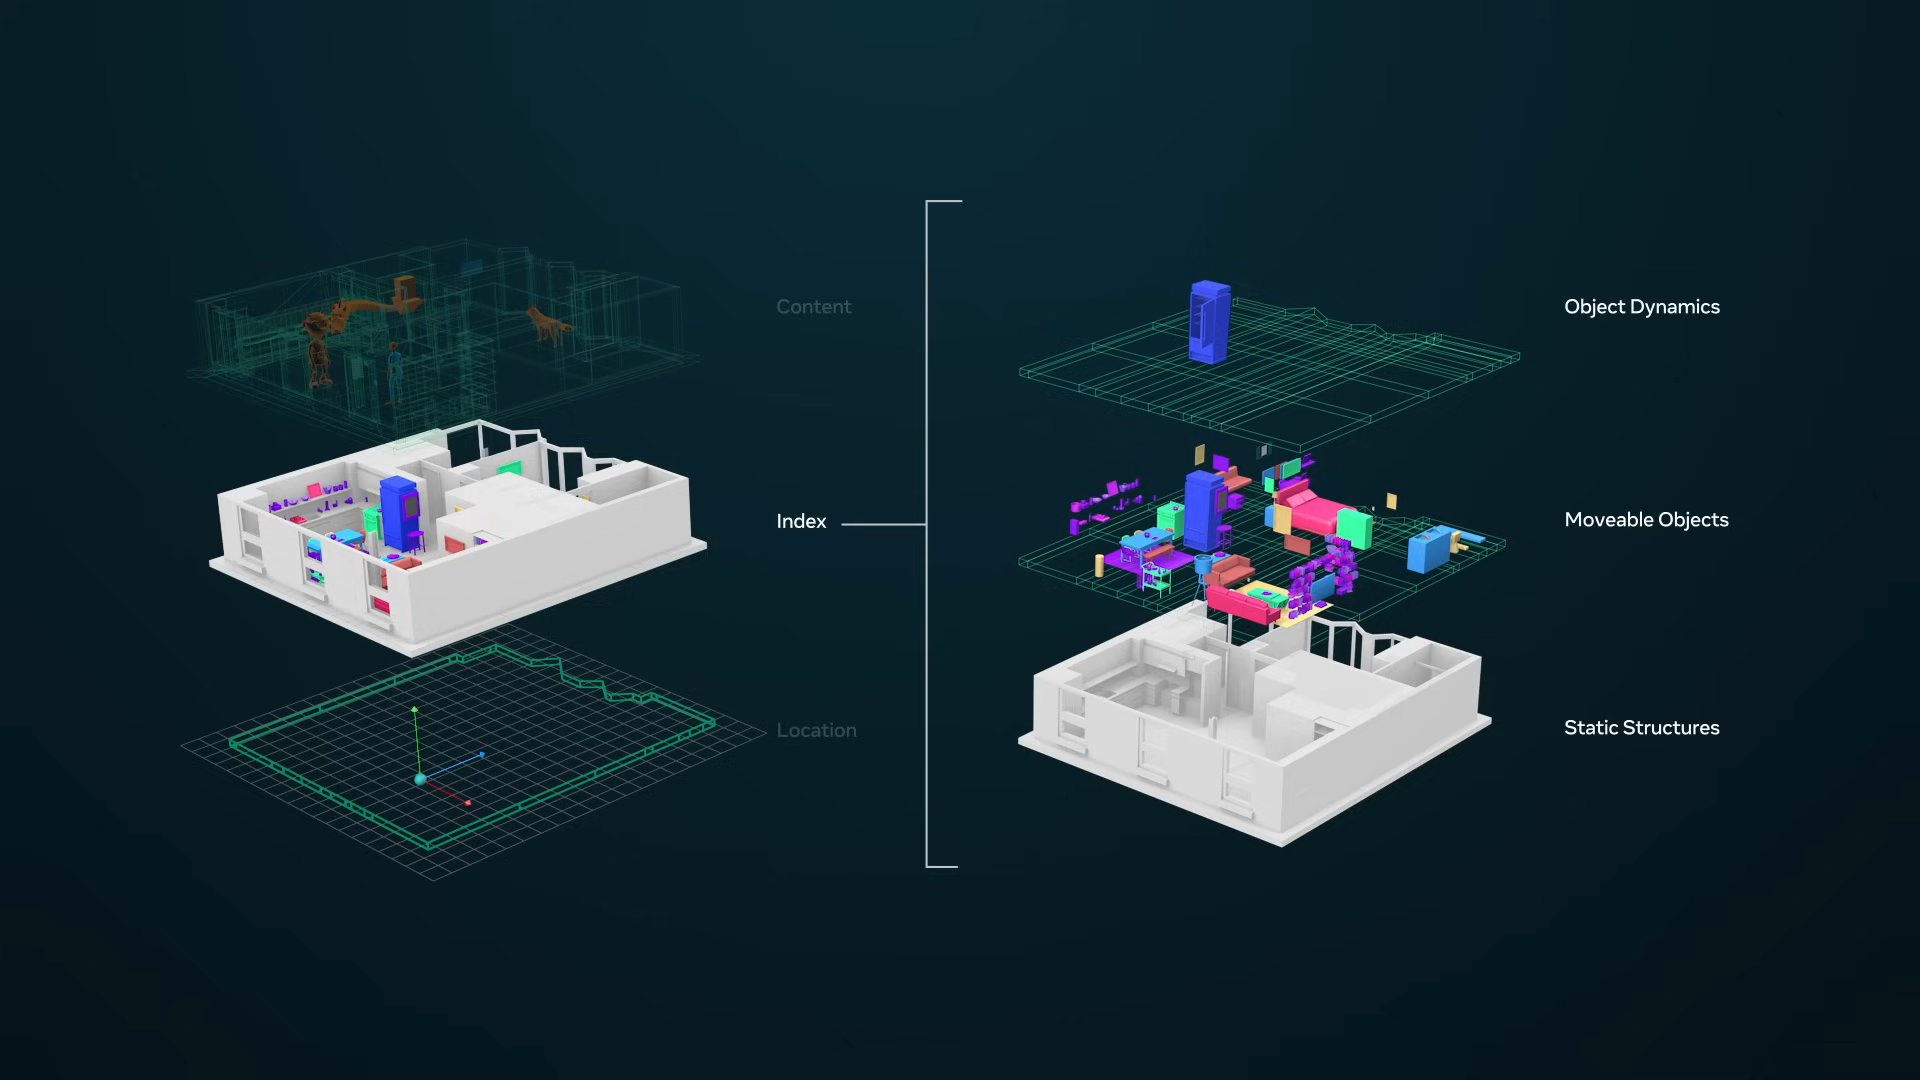 Content
Index
Location
Object Dynamics
Moveable Objects
Static Structures